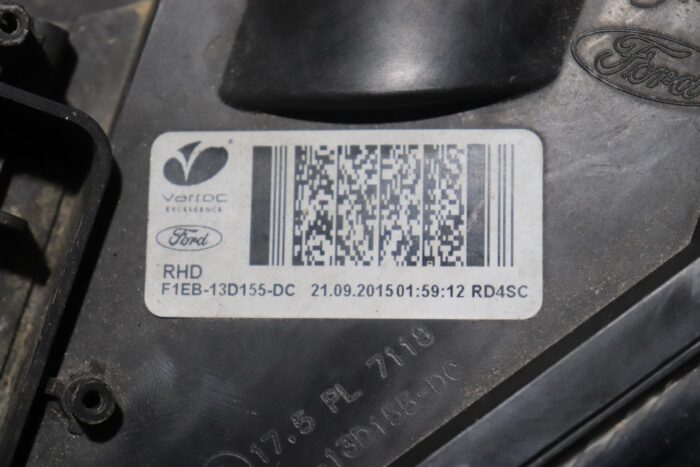 Ford
varroc
EXCELLENCE
Ford
RHD
F1EB-13D155-DC 21.09.2015 01:59:12 RD4SC
17.5 PL 7118
13D155-DC